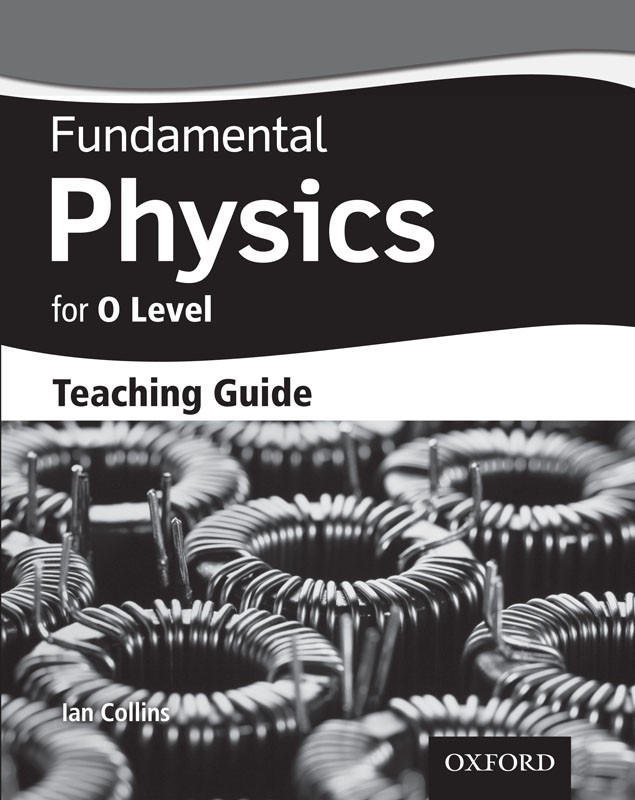 Fundamental
Physics
for O Level
Teaching Guide
Ian Collins
OXFORD